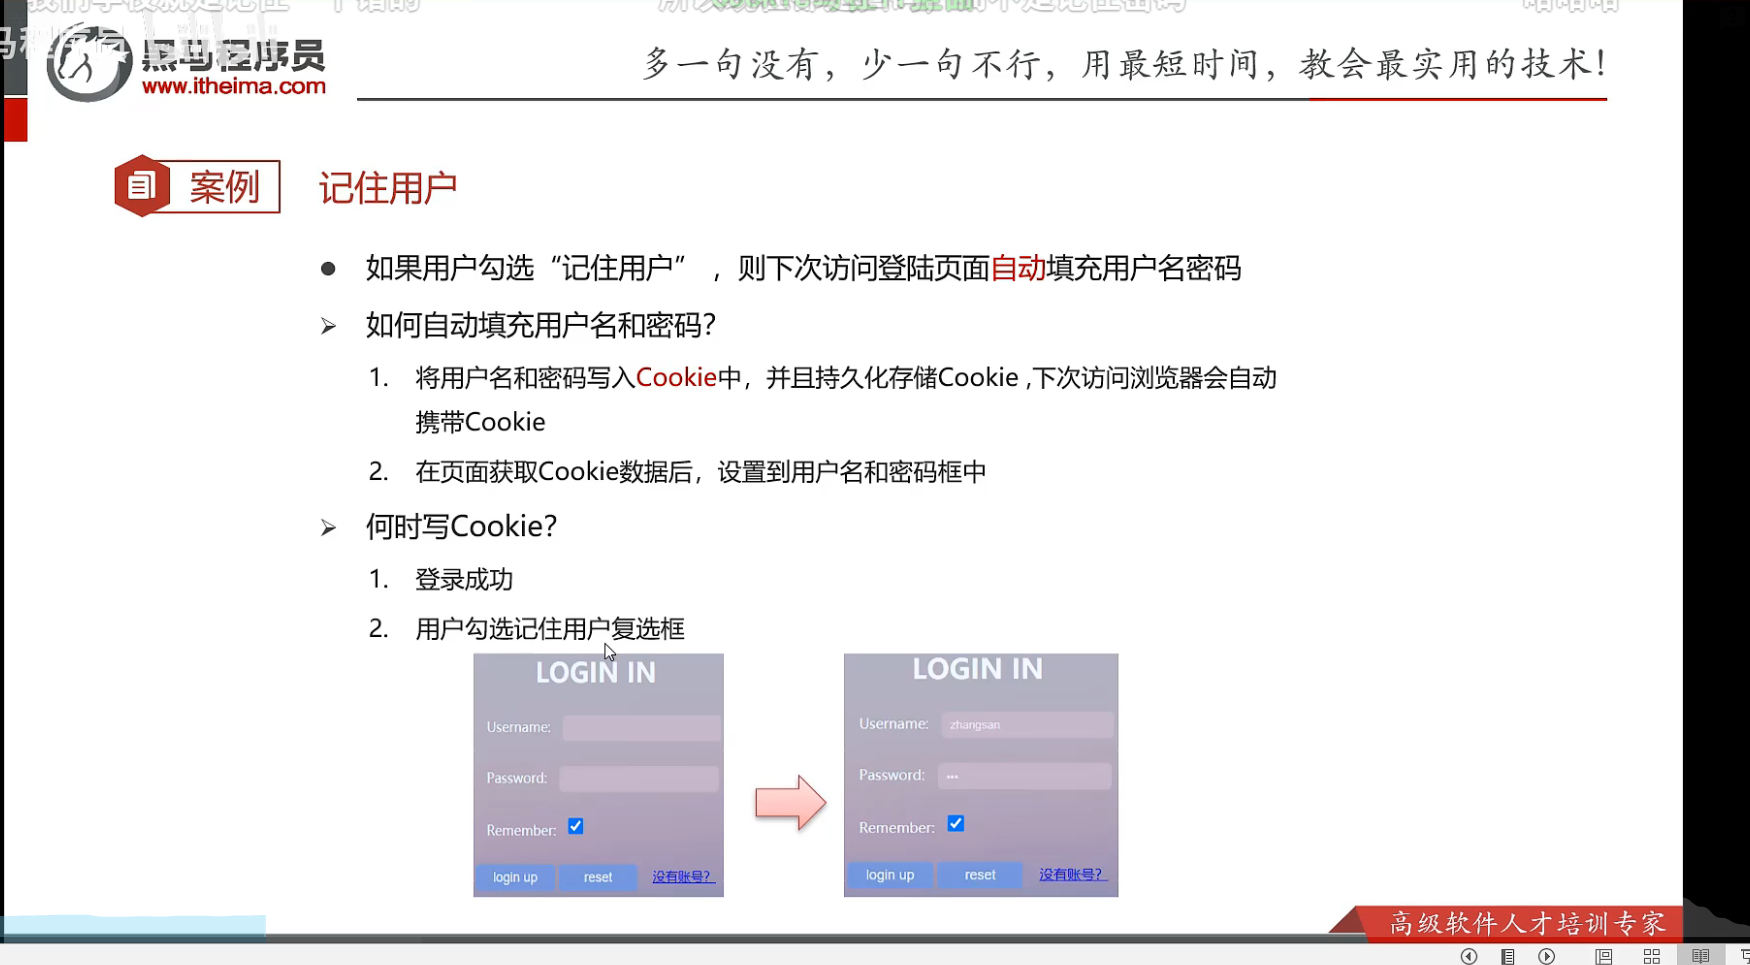 黑马程序员
www.itheima.com
多一句没有，少一句不行，用最短时间，教会最实用的技术！
案例
记住用户
● 如果用户勾选“记住用户” ，则下次访问登陆页面自动填充用户名密码
➢ 如何自动填充用户名和密码？
1. 将用户名和密码写入Cookie中，并且持久化存储Cookie ,下次访问浏览器会自动
携带Cookie
2. 在页面获取Cookie数据后，设置到用户名和密码框中
➢ 何时写Cookie？
1. 登录成功
2. 用户勾选记住用户复选框
LOGIN IN
Username:
Password:
Remember:
login up reset 没有账号？
LOGIN IN
Username: zhangsan
Password: •••
Remember:
login up reset 没有账号？
高级软件人才培训专家